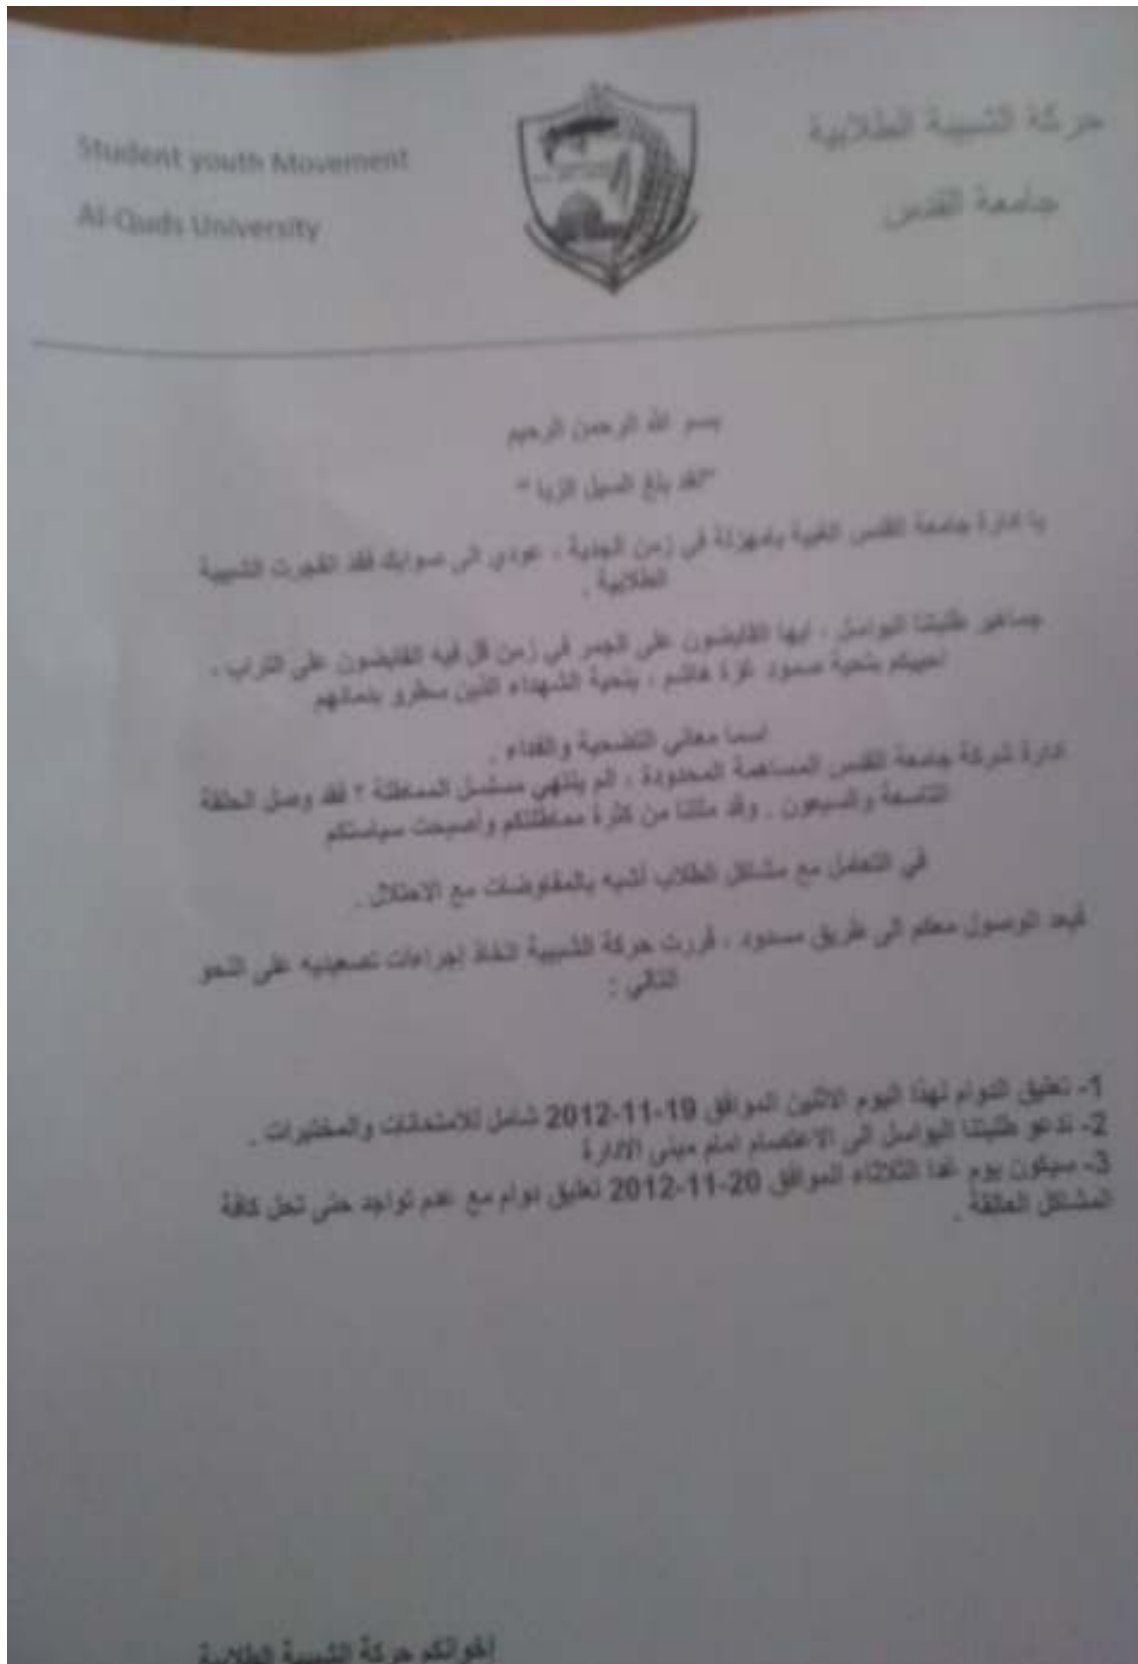 حركة الشبيبة الطلابية
جامعة القدس
Student youth Movement
Al-Quds University
بسم الله الرحمن الرحيم
"لقد بلغ السيل الزبا "
يا ادارة جامعة القدس الغبية يامهزلة في زمن الجدية ، عودي الى صوابك فقد انفجرت الشبيبة
الطلابية .
جماهير طلبتنا البواسل ، ايها القابضون على الجمر في زمن قل فيه القابضون على التراب ،
احييكم بتحية صمود غزة هاشم ، بتحية الشهداء الذين سطرو بدمائهم
اسما معاني التضحية والفداء .
ادارة شركة جامعة القدس المساهمة المحدودة ، الم ينتهي مسلسل المماطلة ؟ فقد وصل الحلقة
التاسعة والسبعون . وقد مللنا من كثرة مماطلتكم وأصبحت سياستكم
في التعامل مع مشاكل الطلاب أشبه بالمفاوضات مع الاحتلال .
فبعد الوصول معكم الى طريق مسدود ، قررت حركة الشبيبة اتخاذ إجراءات تصعيديه على النحو
التالي :
1- تعليق الدوام لهذا اليوم الاثنين الموافق 19-11-2012 شامل للامتحانات والمختبرات .
2- ندعو طلبتنا البواسل الى الاعتصام امام مبنى الادارة
3- سيكون يوم غدا الثلاثاء الموافق 20-11-2012 تعليق دوام مع عدم تواجد حتى تحل كافة
المشاكل العالقة .
إخوانكم حركة الشبيبة الطلابية